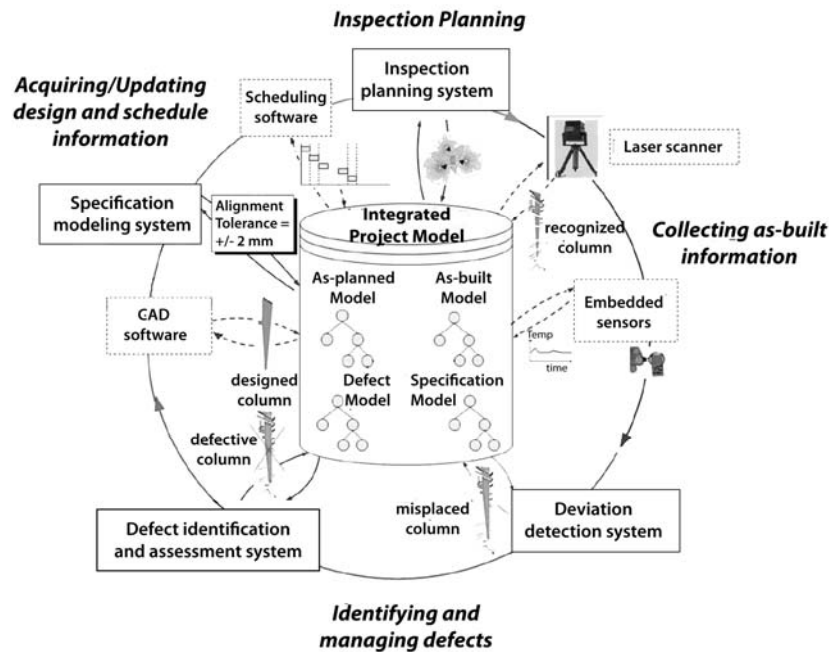 Inspection Planning
Acquiring/Updating
design and schedule
information
Scheduling
software
Inspection
planning system
Laser scanner
Specification
modeling system
Alignment
Tolerance =
+/- 2 mm
Integrated
Project Model
recognized
column
Collecting as-built
information
As-planned
Model
As-built
Model
CAD
software
Embedded
sensors
Temp
time
designed
column
Defect
Model
Specification
Model
defective
column
misplaced
column
Defect identification
and assessment system
Deviation
detection system
Identifying and
managing defects